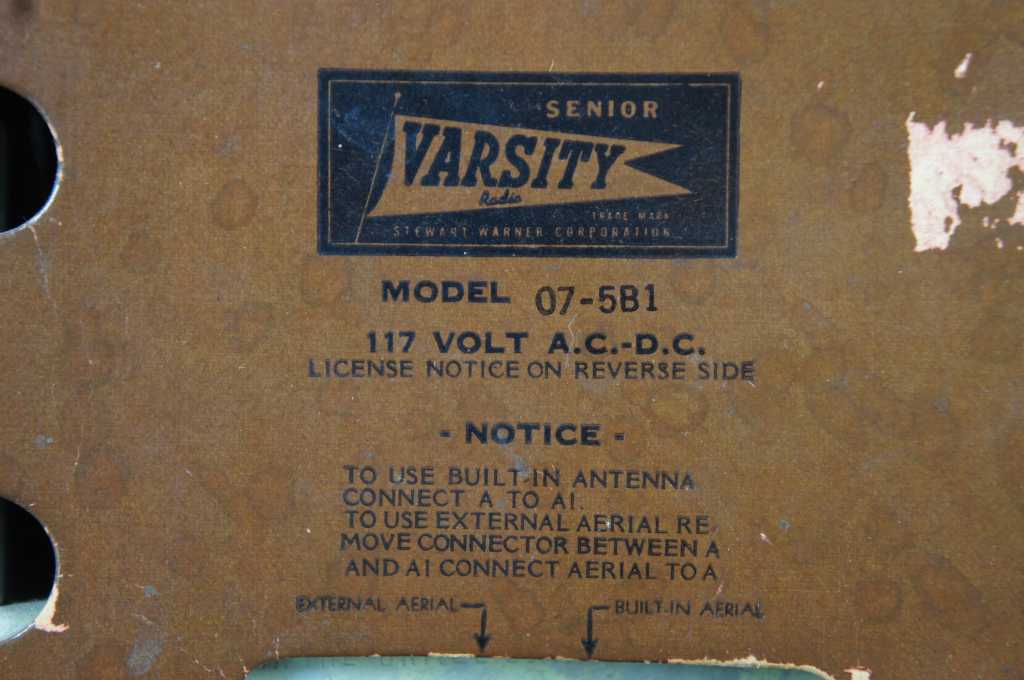 SENIOR
VARSITY
Radio
TRADE MARK
STEWART WARNER CORPORATION
MODEL 07-5B1
117 VOLT A.C.-D.C.
LICENSE NOTICE ON REVERSE SIDE
- NOTICE -
TO USE BUILT-IN ANTENNA
CONNECT A TO A1.
TO USE EXTERNAL AERIAL RE
MOVE CONNECTOR BETWEEN A
AND A1 CONNECT AERIAL TO A
EXTERNAL AERIAL
BUILT-IN AERIAL